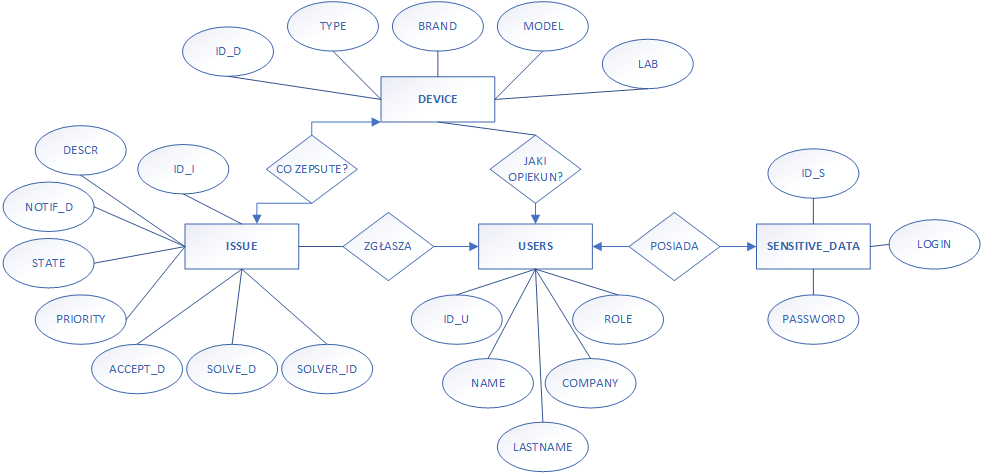 TYPE
BRAND
MODEL
ID_D
LAB
DEVICE
DESCR
ID_I
CO ZEPSUTE?
JAKI
OPIEKUN?
ID_S
NOTIF_D
ISSUE
ZGŁASZA
USERS
POSIADA
SENSITIVE_DATA
LOGIN
STATE
PRIORITY
ID_U
ROLE
PASSWORD
ACCEPT_D
SOLVE_D
SOLVER_ID
NAME
COMPANY
LASTNAME